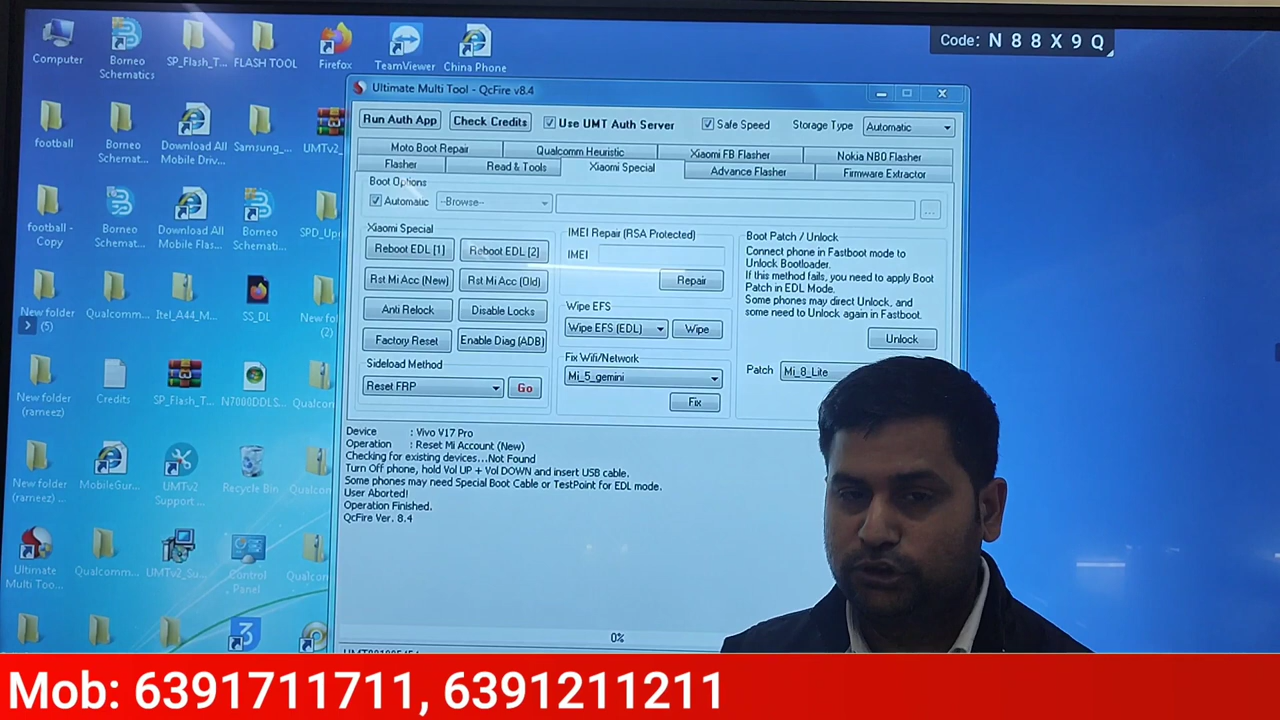 Code: N 8 8 X 9 Q
Computer
Borneo Schematics
SP_Flash_T...
FLASH TOOL
Firefox
TeamViewer
China Phone
football
Borneo Schemat...
Download All Mobile Driv...
Samsung_...
UMTv2_
football - Copy
Borneo Schemat...
Download All Mobile Flas...
Borneo Schemati...
SPD_Up
New folder (5)
Qualcomm...
Itel_A44_M...
SS_DL
New fo
(2)
New folder (rameez)
Credits
SP_Flash_T...
N7000DDLS...
Qualcon
New folder (rameez) ...
MobileGur...
UMTv2 Support ...
Recycle Bin
Qualco
Ultimate Multi Too...
Qualcomm...
UMTv2_Su...
Control Panel
Qualcon
Ultimate Multi Tool - QcFire v8.4
Run Auth App
Check Credits
Use UMT Auth Server
Safe Speed
Storage Type
Automatic
Moto Boot Repair
Qualcomm Heuristic
Xiaomi FB Flasher
Nokia NB0 Flasher
Flasher
Read & Tools
Xiaomi Special
Advance Flasher
Firmware Extractor
Boot Options
Automatic
--Browse--
...
Xiaomi Special
Reboot EDL [1]
Reboot EDL [2]
Rst Mi Acc (New)
Rst Mi Acc (Old)
Anti Relock
Disable Locks
Factory Reset
Enable Diag (ADB)
Sideload Method
Reset FRP
Go
IMEI Repair (RSA Protected)
IMEI
Repair
Wipe EFS
Wipe EFS (EDL)
Wipe
Fix Wifi/Network
Mi_5_gemini
Fix
Boot Patch / Unlock
Connect phone in Fastboot mode to
Unlock Bootloader.
If this method fails, you need to apply Boot
Patch in EDL Mode.
Some phones may direct Unlock, and
some need to Unlock again in Fastboot.
Unlock
Patch
Mi_8_Lite
Device : Vivo V17 Pro
Operation : Reset Mi Account (New)
Checking for existing devices...Not Found
Turn Off phone, hold Vol UP + Vol DOWN and insert USB cable.
Some phones may need Special Boot Cable or TestPoint for EDL mode.
User Aborted!
Operation Finished.
QcFire Ver. 8.4
0%
Mob: 6391711711, 6391211211